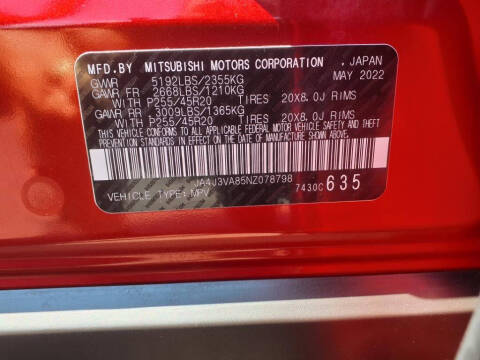 MFD.BY MITSUBISHI MOTORS CORPORATION . JAPAN
GVWR 5192LBS/2355KG MAY 2022
GAWR FR 2668LBS/1210KG
WITH P255/45R20 TIRES 20X8.0J RIMS
GAWR RR 3009LBS/1365KG
WITH P255/45R20 TIRES 20X8.0J RIMS
THIS VEHICLE CONFORMS TO ALL APPLICABLE FEDERAL MOTOR VEHICLE SAFETY AND
THEFT PREVENTION STANDARDS IN EFFECT ON THE DATE OF MANUFACTURE SHOWN ABOVE.
JA4J3VA85NZ078798
VEHICLE TYPE:MPV 7430C 635